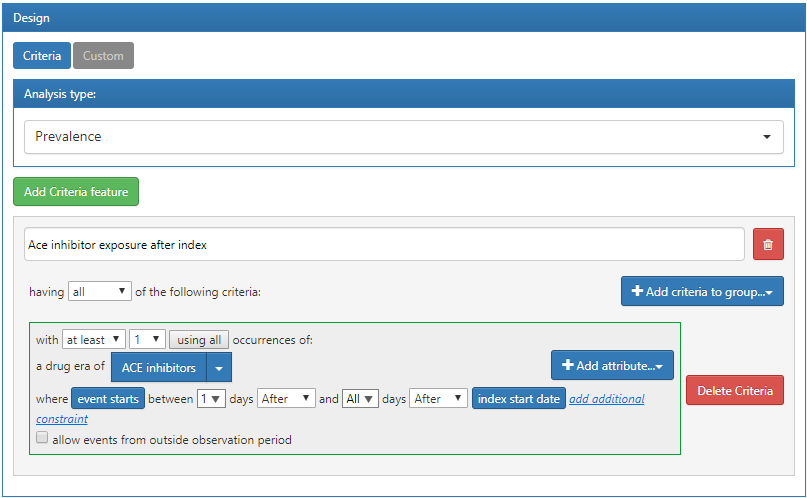 Design
Criteria Custom
Analysis type:
Prevalence
Add Criteria feature
Ace inhibitor exposure after index
having all of the following criteria: Add criteria to group...
with at least 1 using all occurrences of:
a drug era of ACE inhibitors Add attribute...
where event starts between 1 days After and All days After index start date add additional
constraint
Delete Criteria
allow events from outside observation period